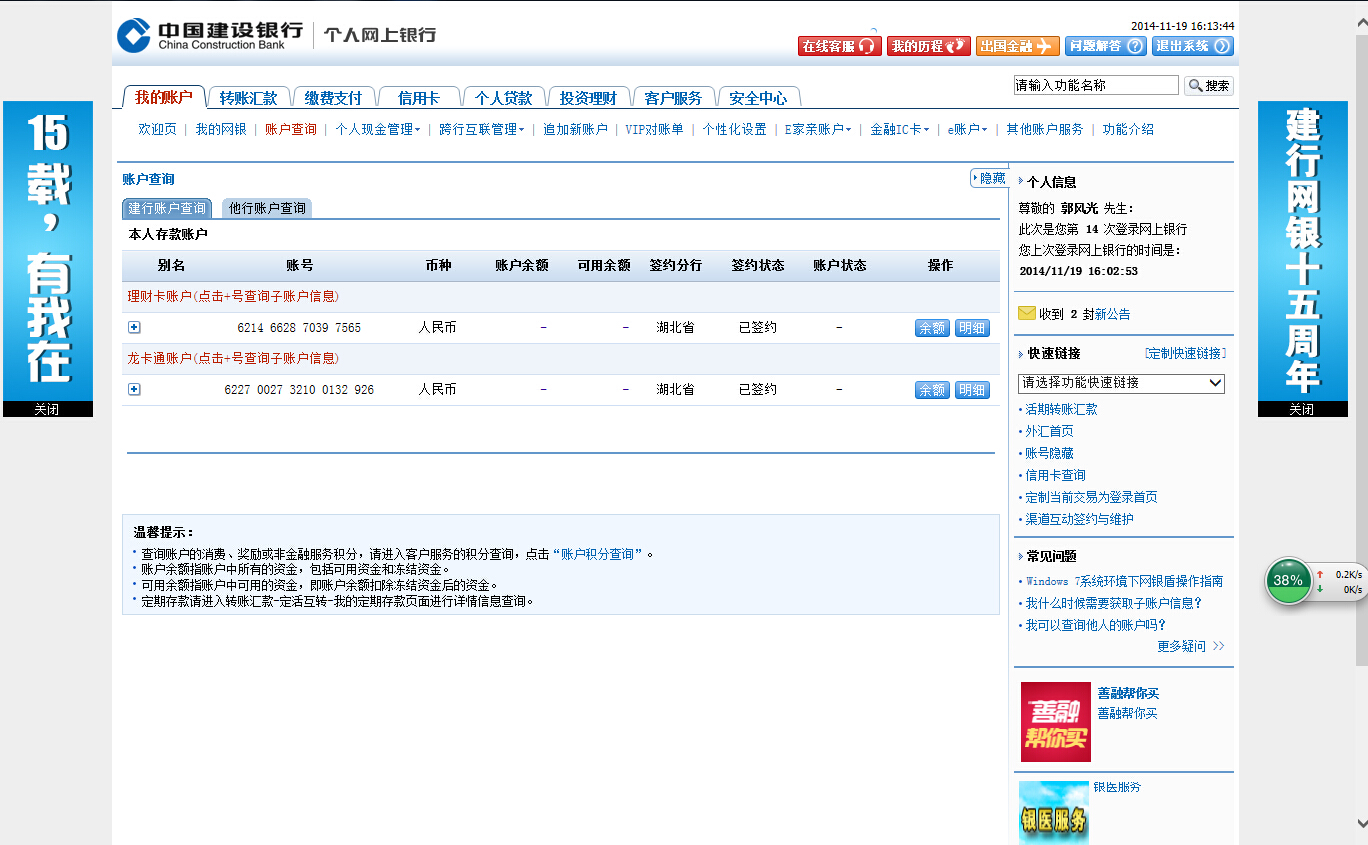 中国建设银行
China Construction Bank
个人网上银行
2014-11-19 16:13:44
在线客服 我的历程 出国金融 问题解答 退出系统
请输入功能名称 搜索
我的账户 转账汇款 缴费支付 信用卡 个人贷款 投资理财 客户服务 安全中心
欢迎页 | 我的网银 | 账户查询 | 个人现金管理 | 跨行互联管理 | 追加新账户 | VIP对账单 | 个性化设置 | E家亲账户 | 金融IC卡 | e账户 | 其他账户服务 | 功能介绍
15载，有我在
关闭
账户查询
隐藏
建行账户查询 他行账户查询
本人存款账户
别名 账号 币种 账户余额 可用余额 签约分行 签约状态 账户状态 操作
理财卡账户(点击+号查询子账户信息)
6214 6628 7039 7565 人民币 - - 湖北省 已签约 - 余额 明细
龙卡通账户(点击+号查询子账户信息)
6227 0027 3210 0132 926 人民币 - - 湖北省 已签约 - 余额 明细
温馨提示：
查询账户的消费、奖励或非金融服务积分，请进入客户服务的积分查询，点击“账户积分查询”。
账户余额指账户中所有的资金，包括可用资金和冻结资金。
可用余额指账户中可用的资金，即账户余额扣除冻结资金后的资金。
定期存款请进入转账汇款-定活互转-我的定期存款页面进行详情信息查询。
个人信息
尊敬的 郭风光 先生：
此次是您第 14 次登录网上银行
您上次登录网上银行的时间是：
2014/11/19 16:02:53
收到 2 封新公告
快速链接 [定制快速链接]
请选择功能快速链接
活期转账汇款
外汇首页
账号隐藏
信用卡查询
定制当前交易为登录首页
渠道互动签约与维护
常见问题
Windows 7系统环境下网银盾操作指南
我什么时候需要获取子账户信息？
我可以查询他人的账户吗？
更多疑问 >>
善融
帮你买
善融帮你买
善融帮你买
银医服务
银医服务
建行网银十五周年
关闭
38%
0.2K/s
0K/s